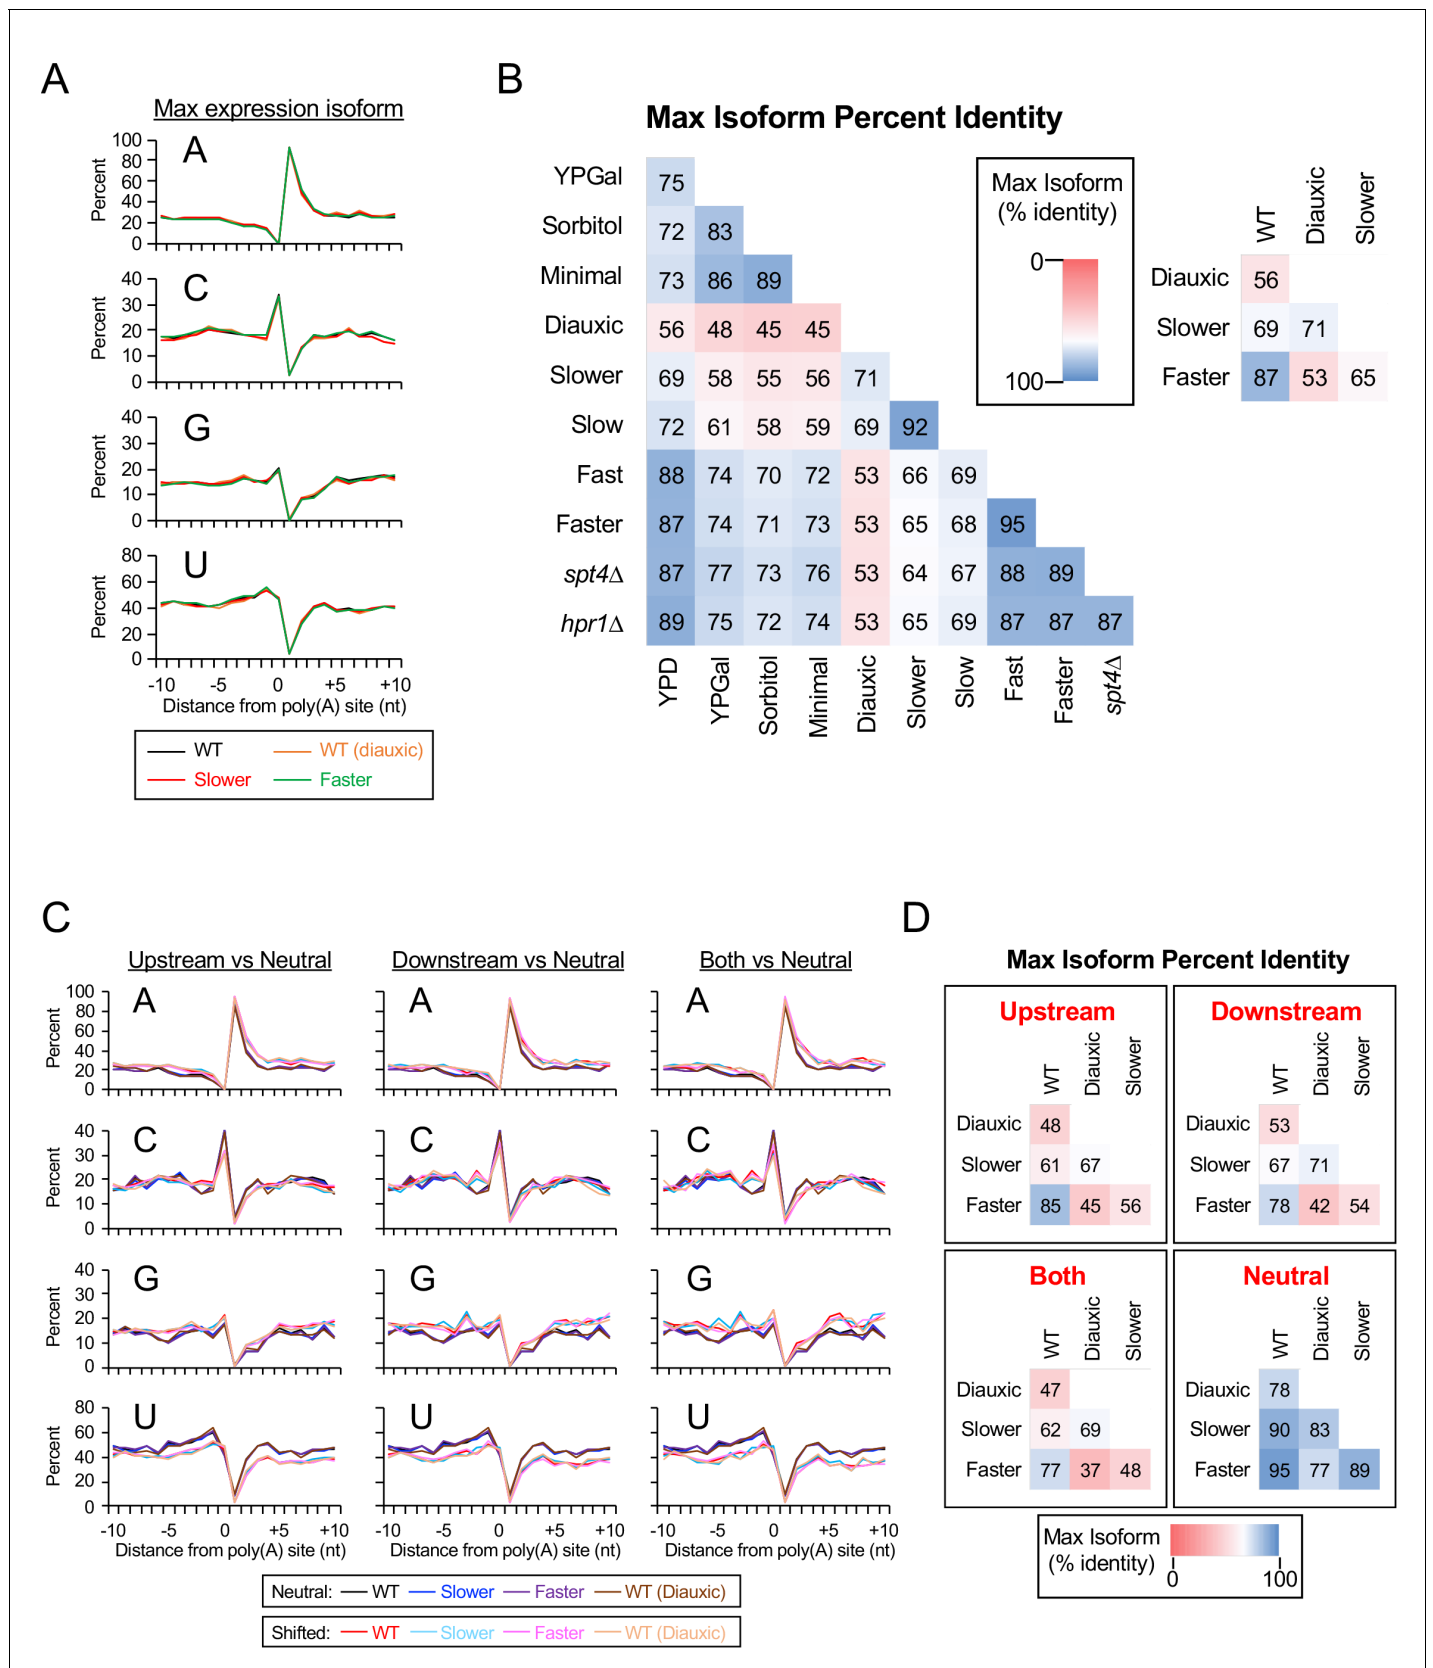 A
Max expression isoform
A
100
80
60
40
20
0
Percent
C
40
30
20
10
0
Percent
G
40
30
20
10
0
Percent
U
80
60
40
20
0
Percent
-10 -5 0 +5 +10
Distance from poly(A) site (nt)
WT WT (diauxic)
Slower Faster
B
Max Isoform Percent Identity
YPGal 75
Sorbitol 72 83
Minimal 73 86 89
Diauxic 56 48 45 45
Slower 69 58 55 56 71
Slow 72 61 58 59 69 92
Fast 88 74 70 72 53 66 69
Faster 87 74 71 73 53 65 68 95
spt4Δ 87 77 73 76 53 64 67 88 89
hpr1Δ 89 75 72 74 53 65 69 87 87 87
YPD YPGal Sorbitol Minimal Diauxic Slower Slow Fast Faster spt4Δ
Max Isoform
(% identity)
0
100
WT Diauxic Slower
Diauxic 56
Slower 69 71
Faster 87 53 65
C
Upstream vs Neutral Downstream vs Neutral Both vs Neutral
A A A
100
80
60
40
20
0
Percent
C C C
40
30
20
10
0
Percent
G G G
40
30
20
10
0
Percent
U U U
80
60
40
20
0
Percent
-10 -5 0 +5 +10 -10 -5 0 +5 +10 -10 -5 0 +5 +10
Distance from poly(A) site (nt) Distance from poly(A) site (nt) Distance from poly(A) site (nt)
Neutral: WT Slower Faster WT (Diauxic)
Shifted: WT Slower Faster WT (Diauxic)
D
Max Isoform Percent Identity
Upstream
WT Diauxic Slower
Diauxic 48
Slower 61 67
Faster 85 45 56
Downstream
WT Diauxic Slower
Diauxic 53
Slower 67 71
Faster 78 42 54
Both
WT Diauxic Slower
Diauxic 47
Slower 62 69
Faster 77 37 48
Neutral
WT Diauxic Slower
Diauxic 78
Slower 90 83
Faster 95 77 89
Max Isoform
(% identity)
0 100